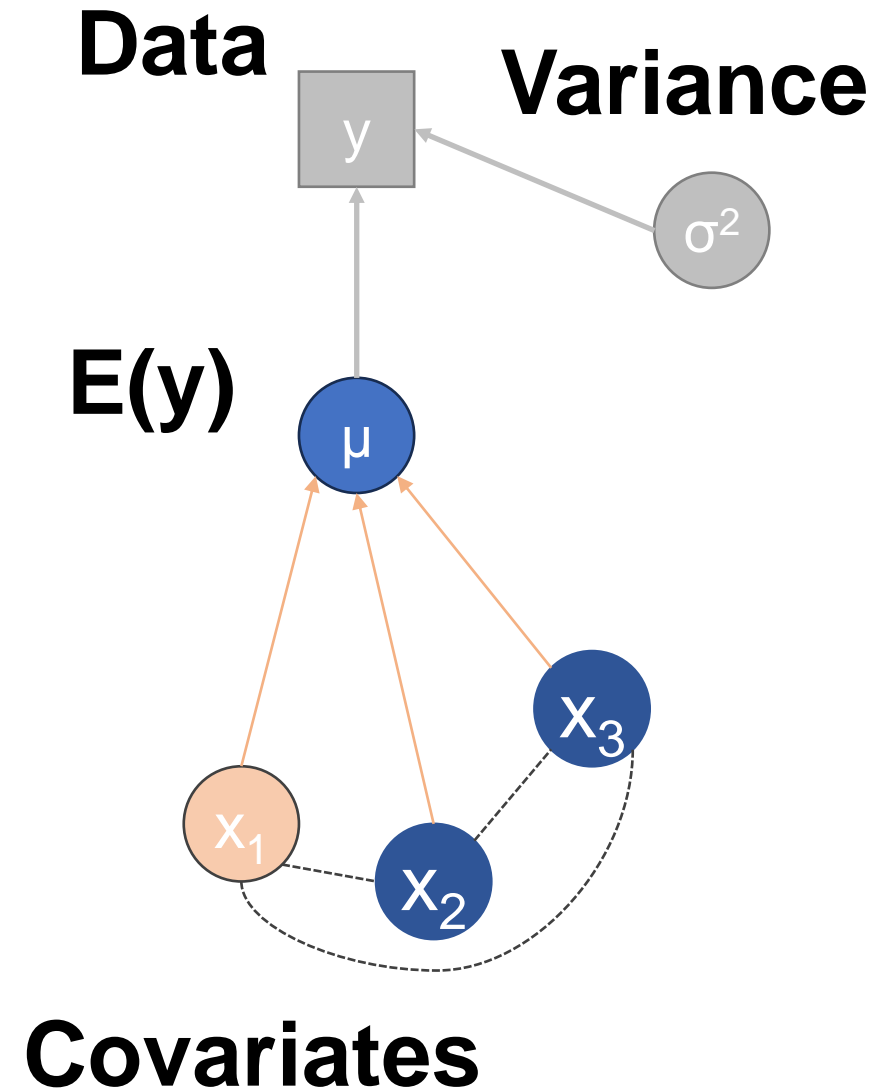 Data
Variance
y
σ²
E(y)
μ
x₃
x₁
x₂
Covariates